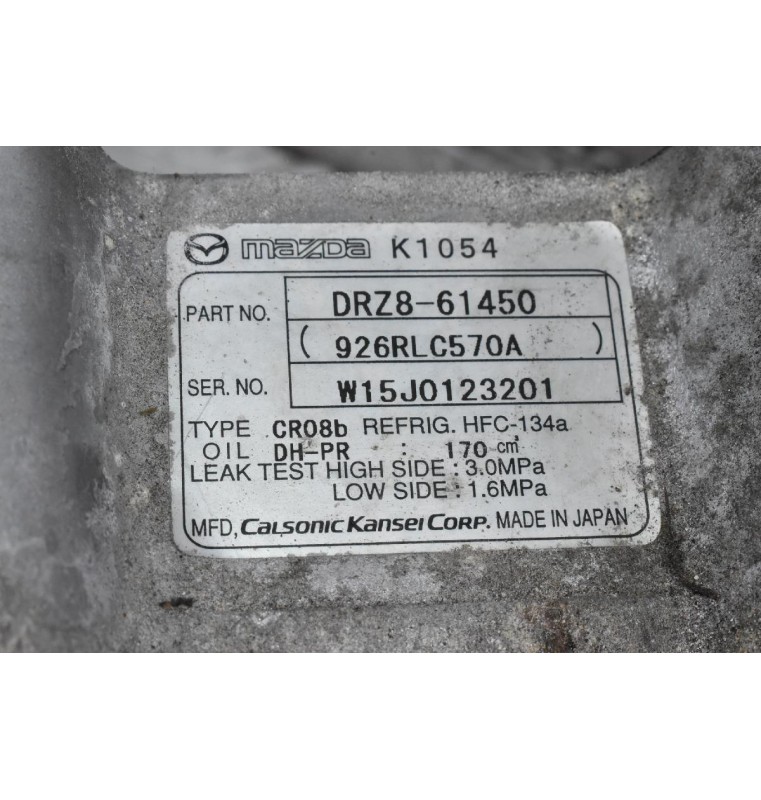 mazda K1054
PART NO. DRZ8-61450
( 926RLC570A )
SER. NO. W15J0123201
TYPE CR08b REFRIG. HFC-134a
OIL DH-PR : 170 cm³
LEAK TEST HIGH SIDE : 3.0MPa
LOW SIDE : 1.6MPa
MFD, CALSONIC KANSEI CORP. MADE IN JAPAN